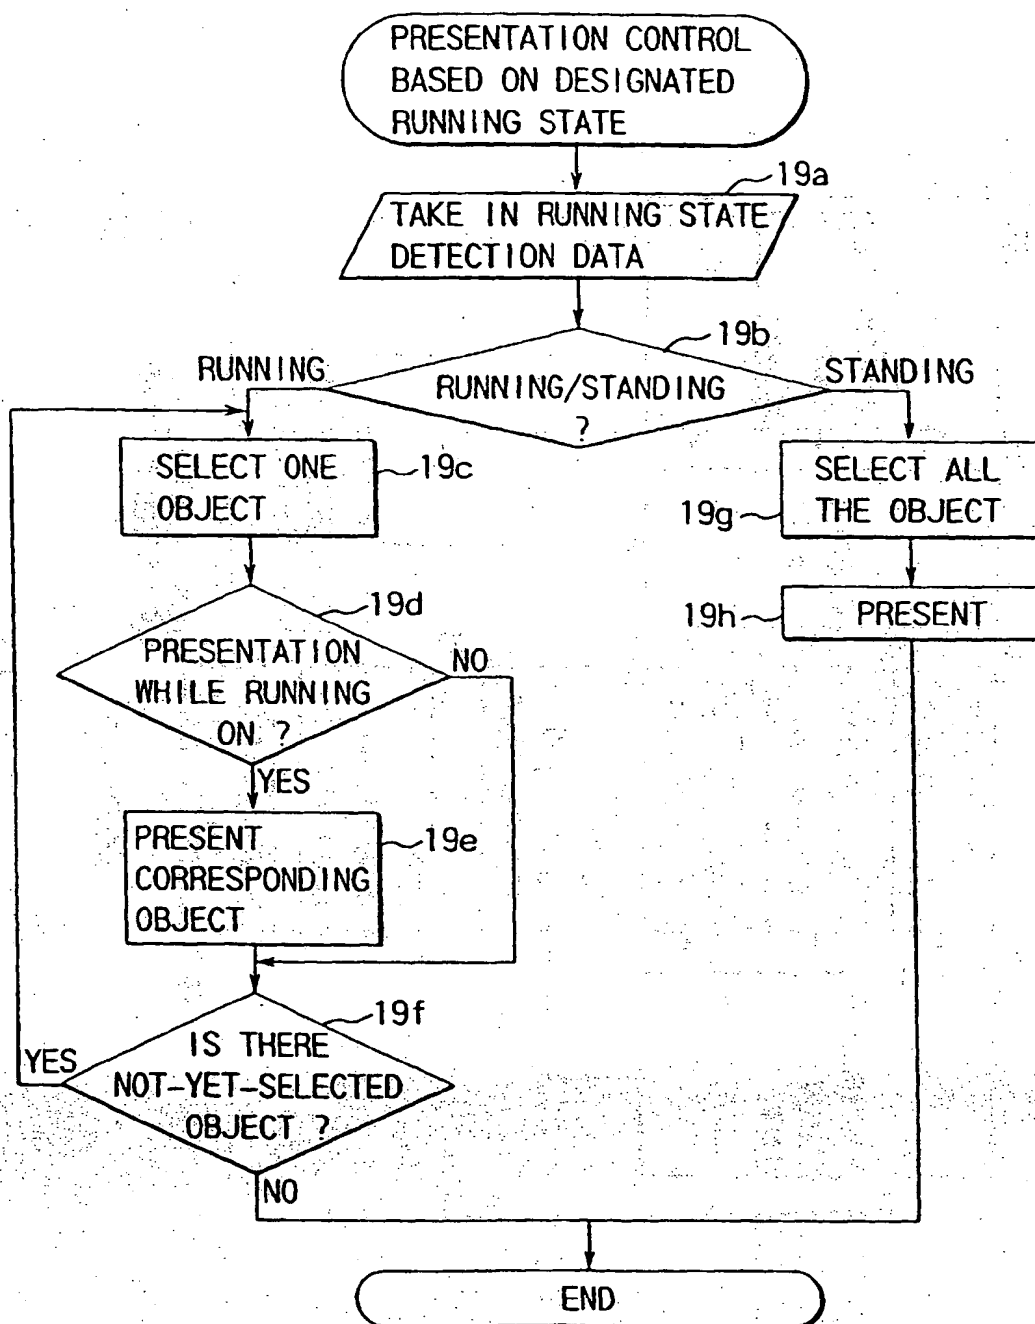 PRESENTATION CONTROL
BASED ON DESIGNATED
RUNNING STATE
19a
TAKE IN RUNNING STATE
DETECTION DATA
19b
RUNNING
RUNNING/STANDING
?
STANDING
SELECT ONE
OBJECT
19c
SELECT ALL
THE OBJECT
19g
19d
PRESENTATION
WHILE RUNNING
ON ?
NO
19h
PRESENT
YES
PRESENT
CORRESPONDING
OBJECT
19e
19f
IS THERE
NOT-YET-SELECTED
OBJECT ?
YES
NO
END